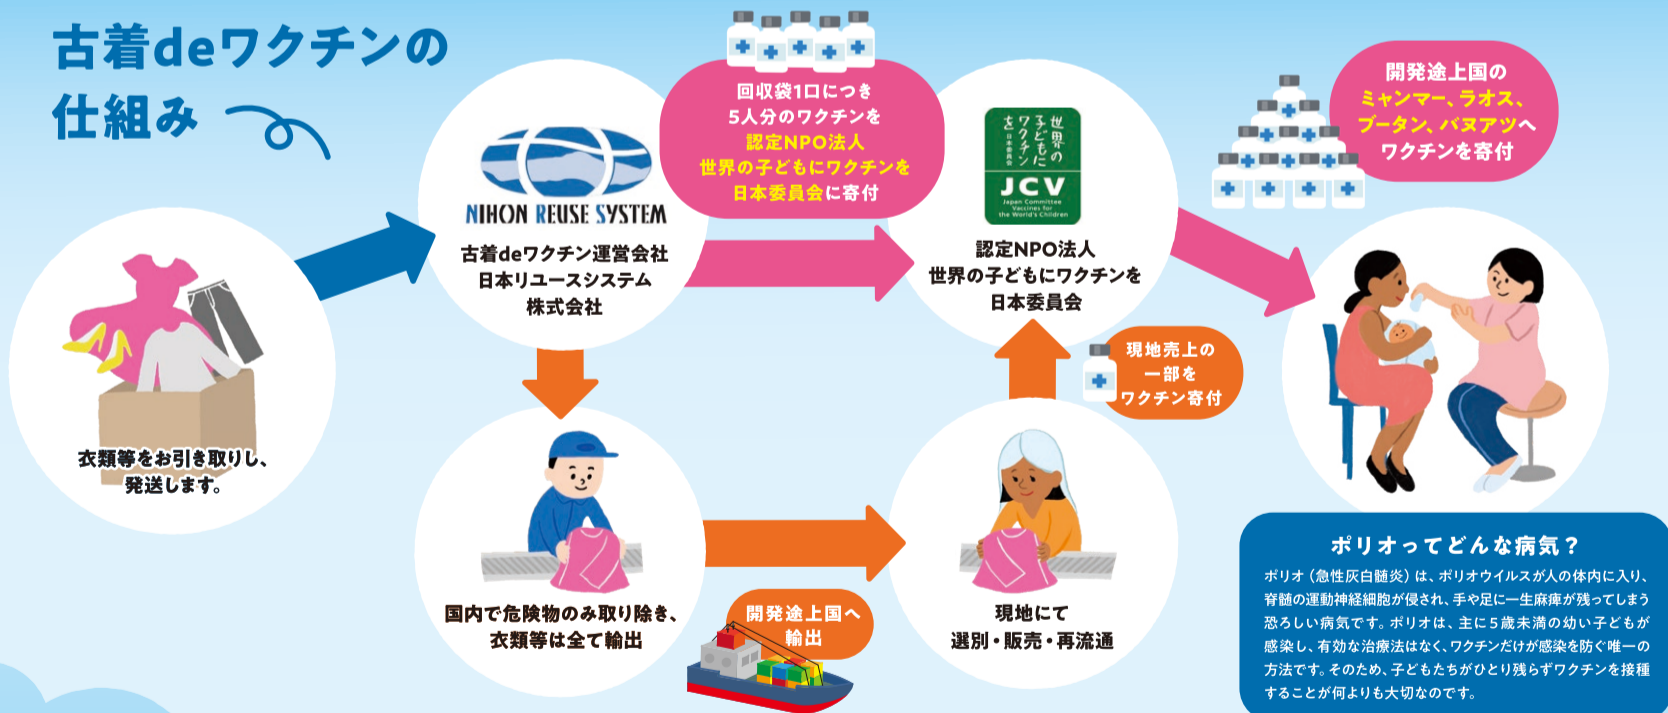 古着deワクチンの
仕組み
衣類等をお引き取りし、
発送します。
NIHON REUSE SYSTEM
古着deワクチン運営会社
日本リユースシステム
株式会社
回収袋1口につき
5人分のワクチンを
認定NPO法人
世界の子どもにワクチンを
日本委員会に寄付
世界の
子どもに
ワクチン
を日本委員会
JCV
Japan Committee
Vaccines for
the World's Children
認定NPO法人
世界の子どもにワクチンを
日本委員会
開発途上国の
ミャンマー、ラオス、
ブータン、バヌアツへ
ワクチンを寄付
国内で危険物のみ取り除き、
衣類等は全て輸出
開発途上国へ
輸出
現地にて
選別・販売・再流通
現地売上の
一部を
ワクチン寄付
ポリオってどんな病気？
ポリオ（急性灰白髄炎）は、ポリオウイルスが人の体内に入り、
脊髄の運動神経細胞が侵され、手や足に一生麻痺が残ってしまう
恐ろしい病気です。ポリオは、主に５歳未満の幼い子どもが
感染し、有効な治療法はなく、ワクチンだけが感染を防ぐ唯一の
方法です。そのため、子どもたちがひとり残らずワクチンを接種
することが何よりも大切なのです。